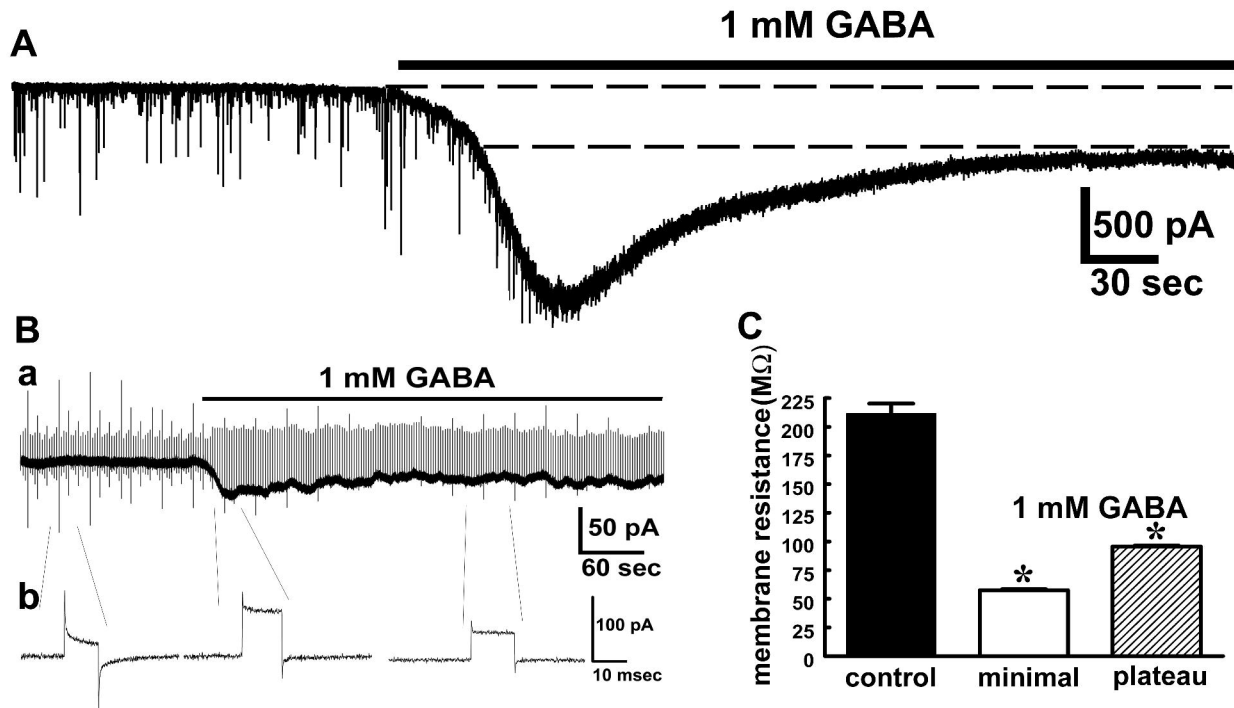 A
1 mM GABA
500 pA
30 sec
B
a
1 mM GABA
50 pA
60 sec
b
100 pA
10 msec
C
membrane resistance(MΩ)
225
200
175
150
125
100
75
50
25
0
1 mM GABA
*
*
control minimal plateau